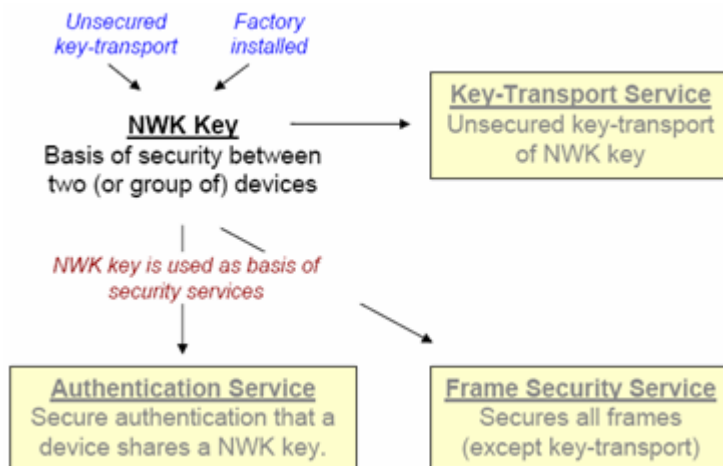 Unsecured
key-transport
Factory
installed
NWK Key
Basis of security between
two (or group of) devices
Key-Transport Service
Unsecured key-transport
of NWK key
NWK key is used as basis of
security services
Authentication Service
Secure authentication that a
device shares a NWK key.
Frame Security Service
Secures all frames
(except key-transport)